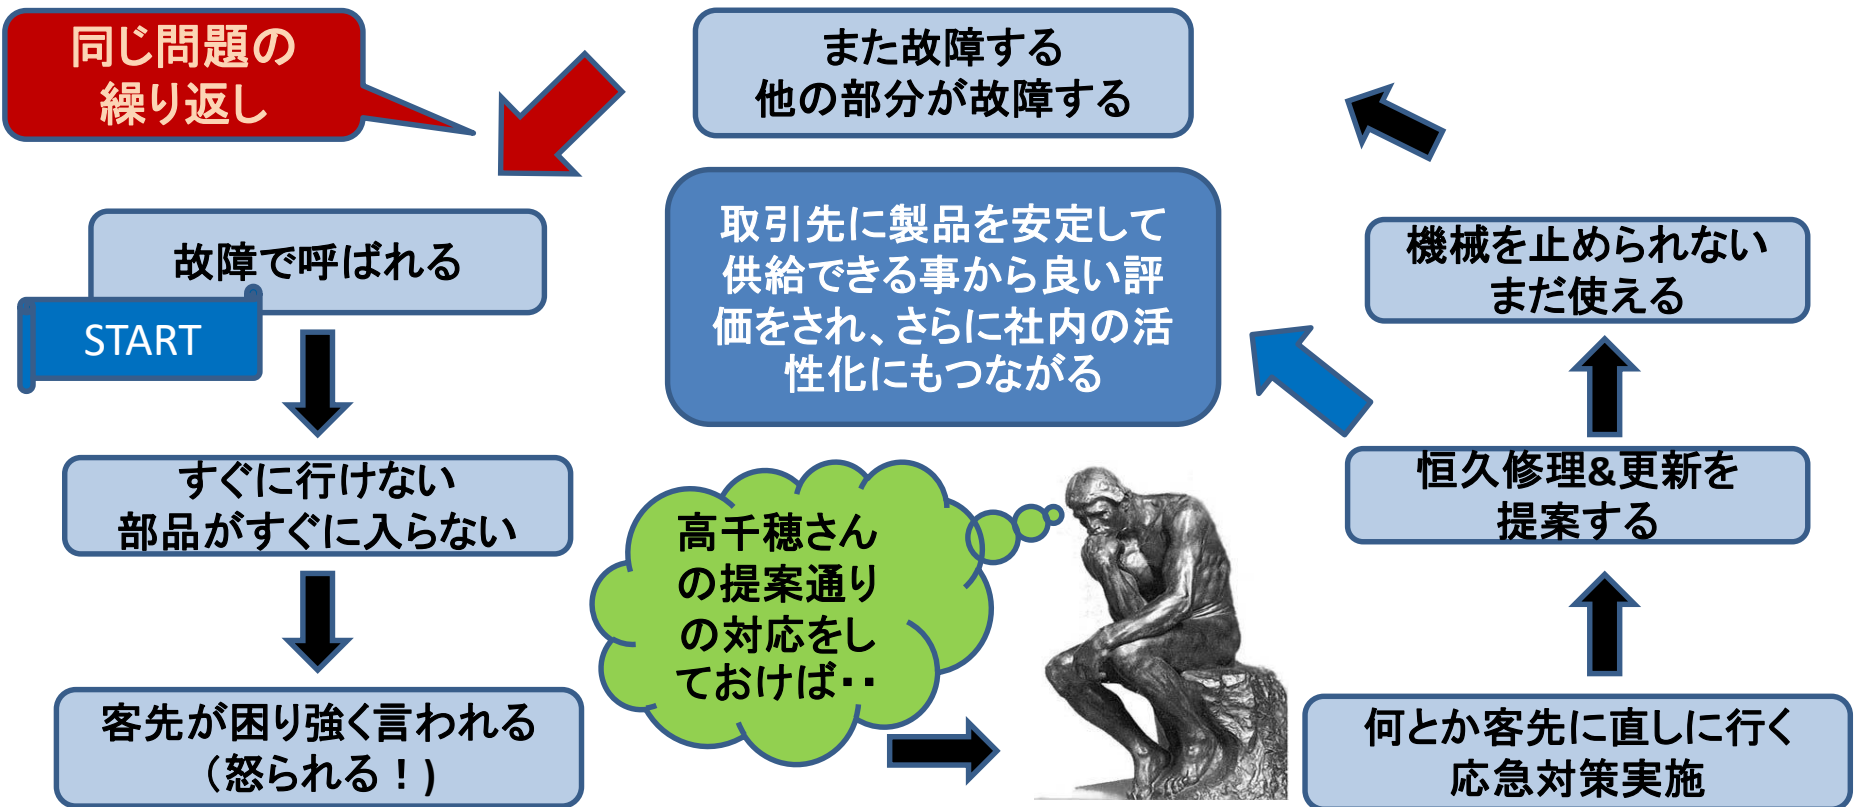 同じ問題の
繰り返し
また故障する
他の部分が故障する
故障で呼ばれる
START
取引先に製品を安定して
供給できる事から良い評
価をされ、さらに社内の活
性化にもつながる
機械を止められない
まだ使える
すぐに行けない
部品がすぐに入らない
高千穂さん
の提案通り
の対応をし
ておけば・・
恒久修理&更新を
提案する
客先が困り強く言われる
（怒られる！)
何とか客先に直しに行く
応急対策実施